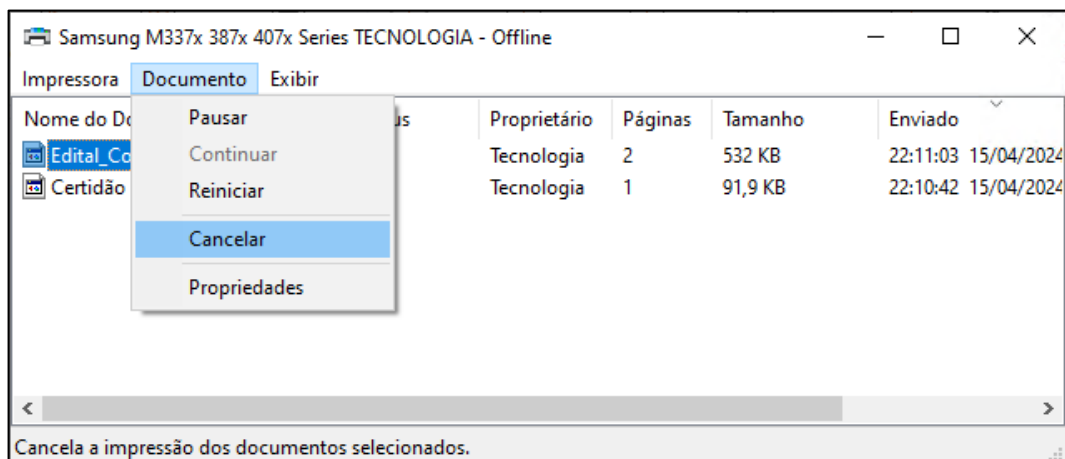 Samsung M337x 387x 407x Series TECNOLOGIA - Offline
Impressora Documento Exibir
Nome do Proprietário Páginas Tamanho Enviado
Pausar
Edital_Co Tecnologia 2 532 KB 22:11:03 15/04/2024
Continuar
Certidão Tecnologia 1 91,9 KB 22:10:42 15/04/2024
Reiniciar
Cancelar
Propriedades
Cancela a impressão dos documentos selecionados.